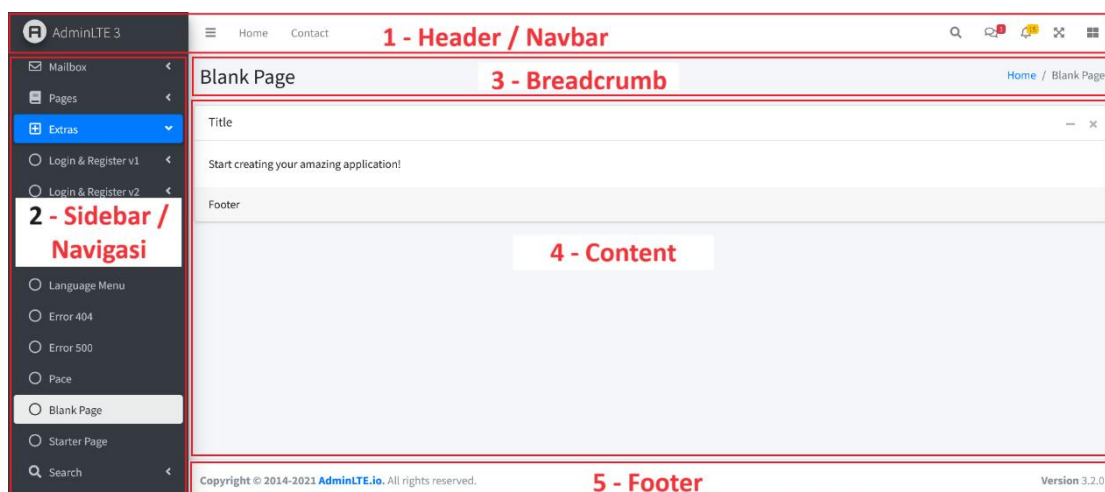 AdminLTE 3
Home Contact
1 - Header / Navbar
3
15
Mailbox
Pages
Extras
Login & Register v1
Login & Register v2
2 - Sidebar /
Navigasi
Language Menu
Error 404
Error 500
Pace
Blank Page
Starter Page
Search
Blank Page
3 - Breadcrumb
Home / Blank Page
Title
Start creating your amazing application!
Footer
4 - Content
Copyright © 2014-2021 AdminLTE.io. All rights reserved.
5 - Footer
Version 3.2.0